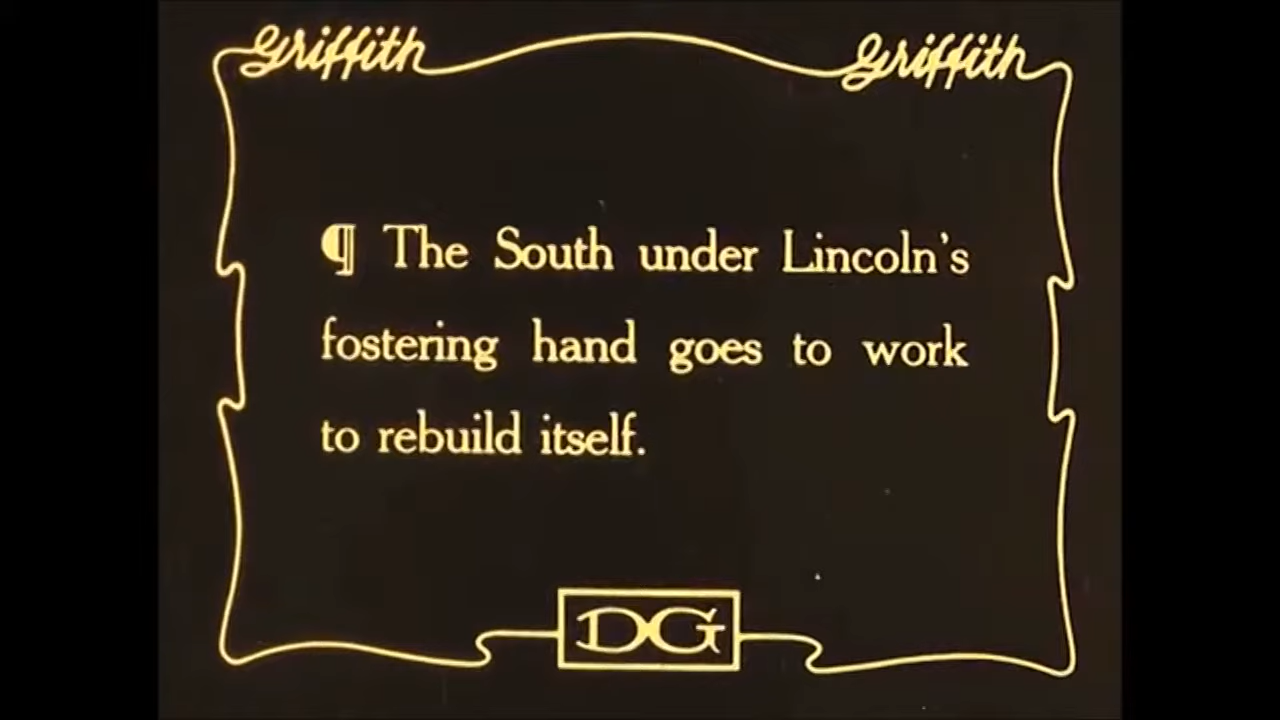 Griffith Griffith
¶ The South under Lincoln's
fostering hand goes to work
to rebuild itself.
DG